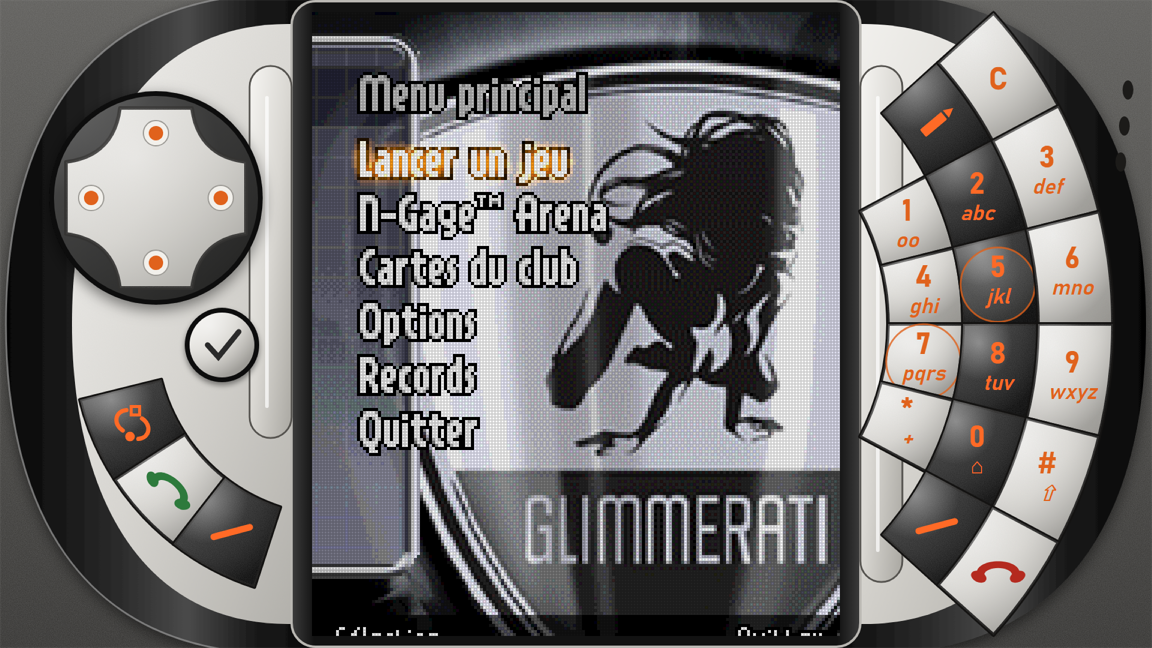 Menu principal
Lancer un jeu
N-Gage™ Arena
Cartes du club
Options
Records
Quitter
GLIMMERATI
C
3
def
2
abc
1
oo
6
mno
5
jkl
4
ghi
9
wxyz
8
tuv
7
pqrs
*
+
0
#